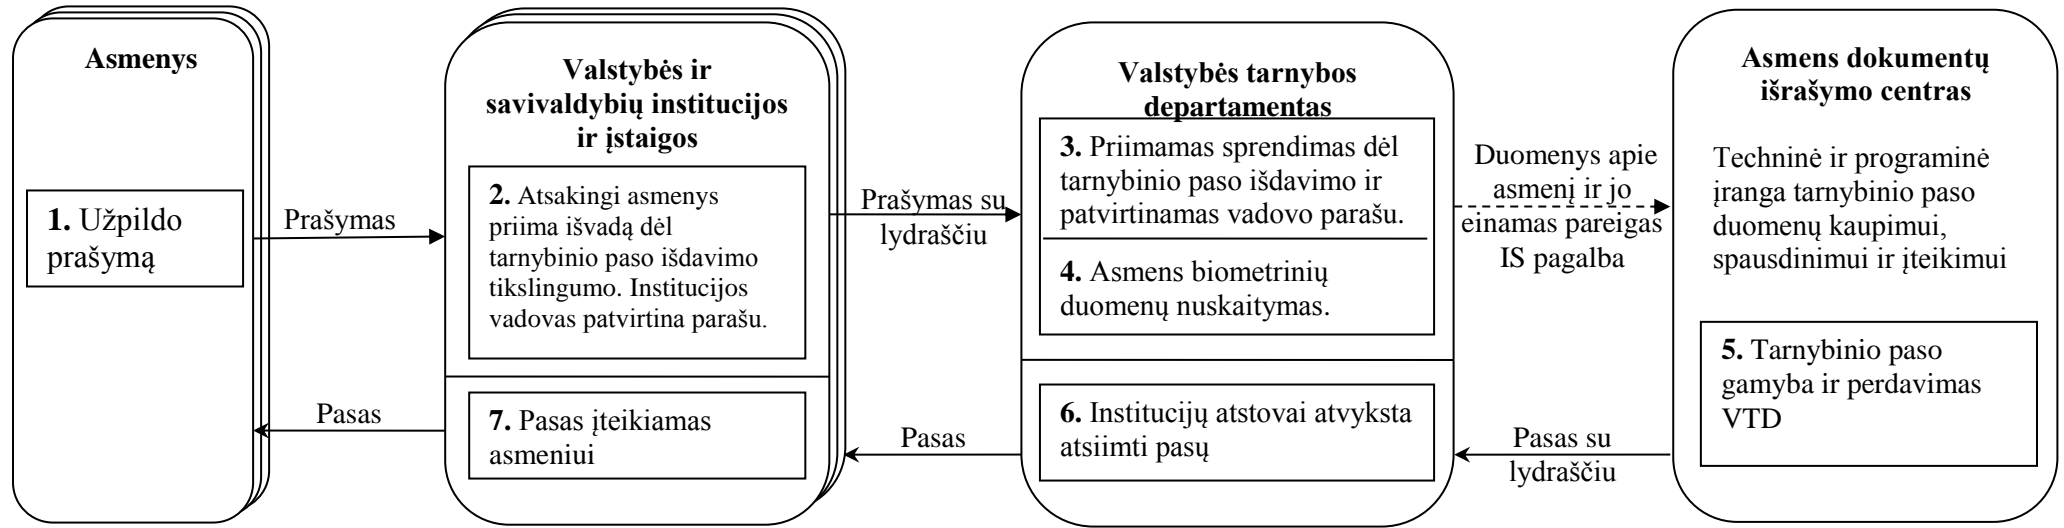 Asmenys
1. Užpildo
prašymą
Prašymas
Pasas
Valstybės ir
savivaldybių institucijos
ir įstaigos
2. Atsakingi asmenys
priima išvadą dėl
tarnybinio paso išdavimo
tikslingumo. Institucijos
vadovas patvirtina parašu.
7. Pasas įteikiamas
asmeniui
Prašymas su
lydraščiu
Pasas
Valstybės tarnybos
departamentas
3. Priimamas sprendimas dėl
tarnybinio paso išdavimo ir
patvirtinamas vadovo parašu.
4. Asmens biometrinių
duomenų nuskaitymas.
6. Institucijų atstovai atvyksta
atsiimti pasų
Duomenys apie
asmenį ir jo
einamas pareigas
IS pagalba
Pasas su
lydraščiu
Asmens dokumentų
išrašymo centras
Techninė ir programinė
įranga tarnybinio paso
duomenų kaupimui,
spausdinimui ir įteikimui
5. Tarnybinio paso
gamyba ir perdavimas
VTD